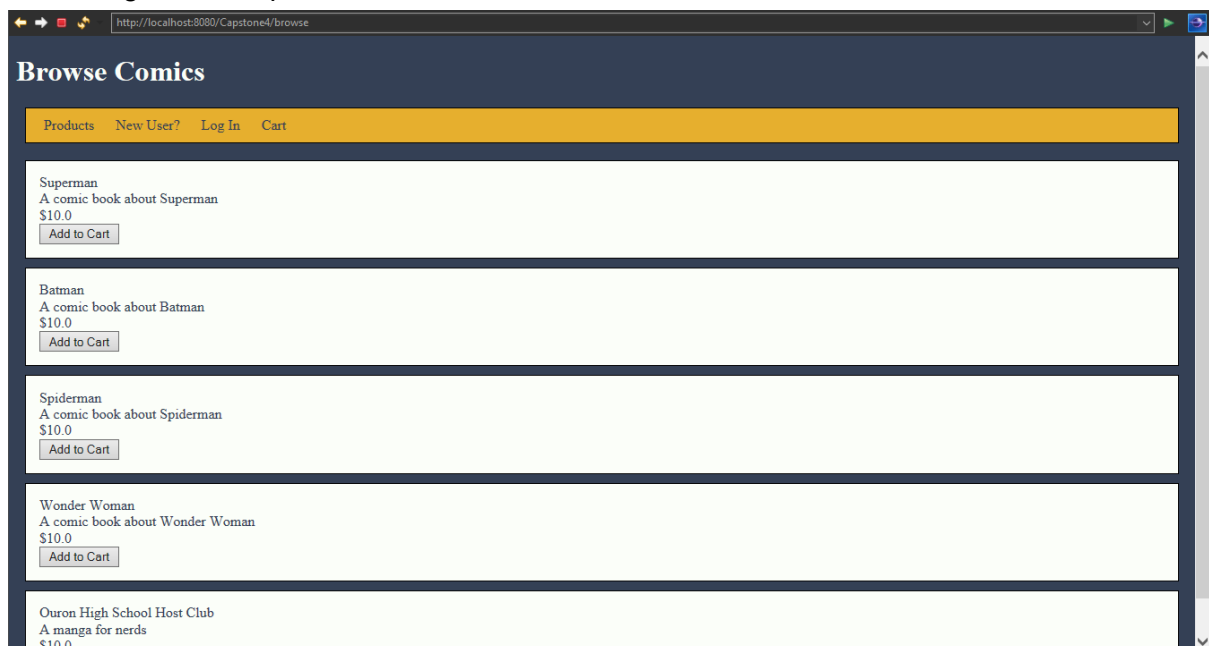 http://localhost:8080/Capstone4/browse
Browse Comics
Products New User? Log In Cart
Superman
A comic book about Superman
$10.0
Add to Cart
Batman
A comic book about Batman
$10.0
Add to Cart
Spiderman
A comic book about Spiderman
$10.0
Add to Cart
Wonder Woman
A comic book about Wonder Woman
$10.0
Add to Cart
Ouron High School Host Club
A manga for nerds
$10.0